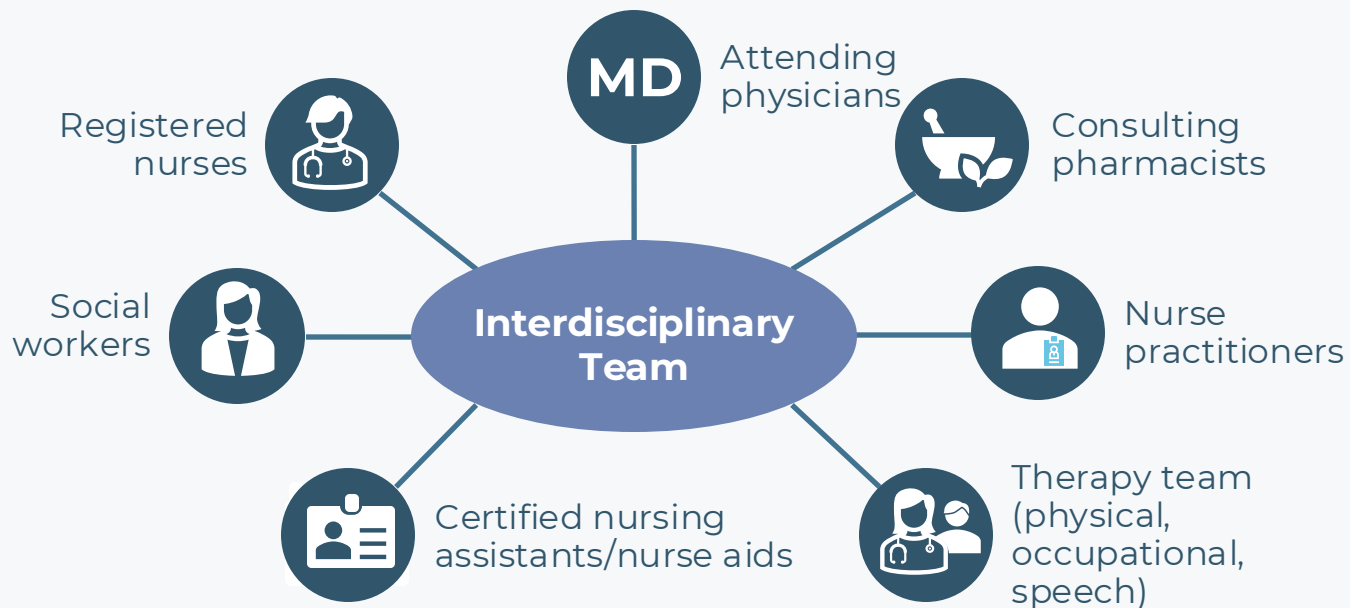 MD
Attending
physicians
Registered
nurses
Consulting
pharmacists
Social
workers
Interdisciplinary
Team
Nurse
practitioners
Certified nursing
assistants/nurse aids
Therapy team
(physical,
occupational,
speech)